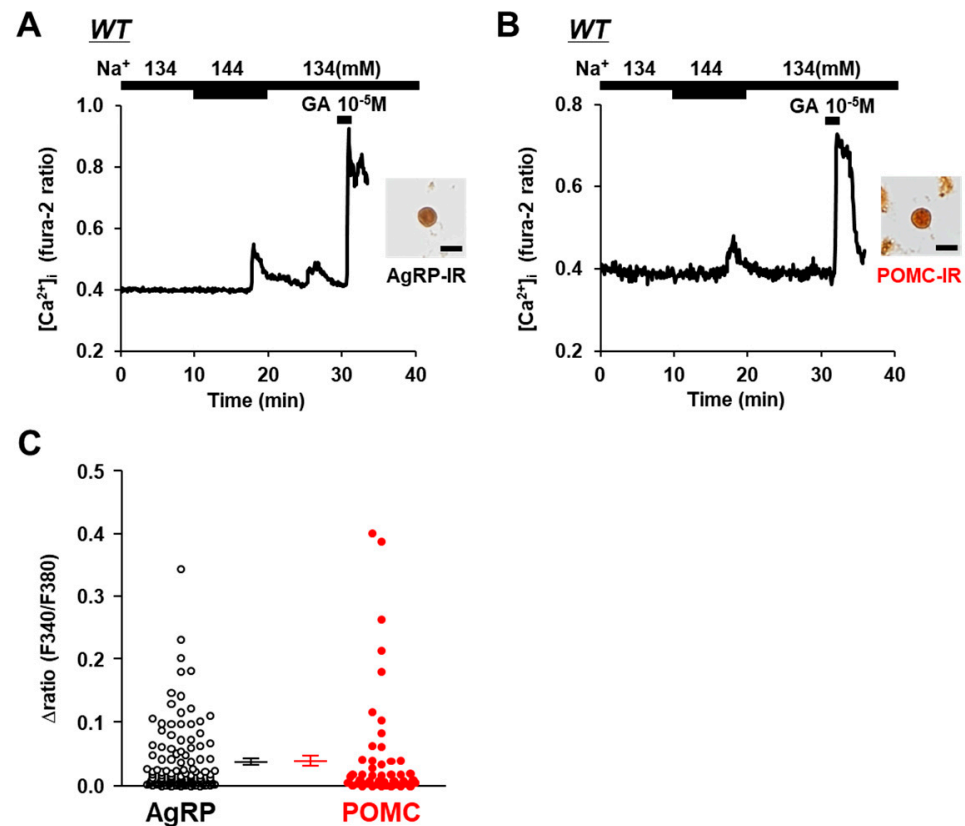 A
WT
Na⁺ 134 144 134(mM)
GA 10⁻⁵M
1.0
0.8
0.6
0.4
0.2
[Ca²⁺]ᵢ (fura-2 ratio)
0 10 20 30 40
Time (min)
AgRP-IR
B
WT
Na⁺ 134 144 134(mM)
GA 10⁻⁵M
0.8
0.6
0.4
0.2
[Ca²⁺]ᵢ (fura-2 ratio)
0 10 20 30 40
Time (min)
POMC-IR
C
0.5
0.4
0.3
0.2
0.1
0.0
Δratio (F340/F380)
AgRP POMC